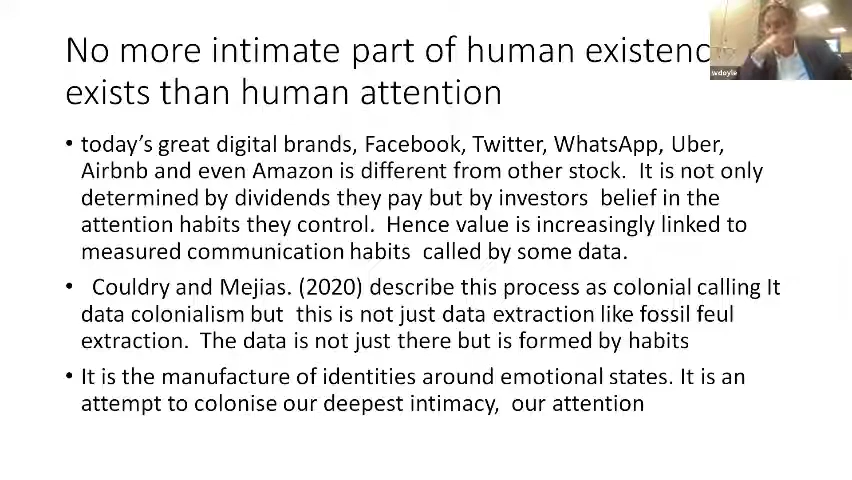 No more intimate part of human existenc
exists than human attention
• today's great digital brands, Facebook, Twitter, WhatsApp, Uber,
Airbnb and even Amazon is different from other stock.  It is not only
determined by dividends they pay but by investors  belief in the
attention habits they control.  Hence value is increasingly linked to
measured communication habits  called by some data.
•  Couldry and Mejias. (2020) describe this process as colonial calling It
data colonialism but  this is not just data extraction like fossil feul
extraction.  The data is not just there but is formed by habits
• It is the manufacture of identities around emotional states. It is an
attempt to colonise our deepest intimacy,  our attention
wdoyle